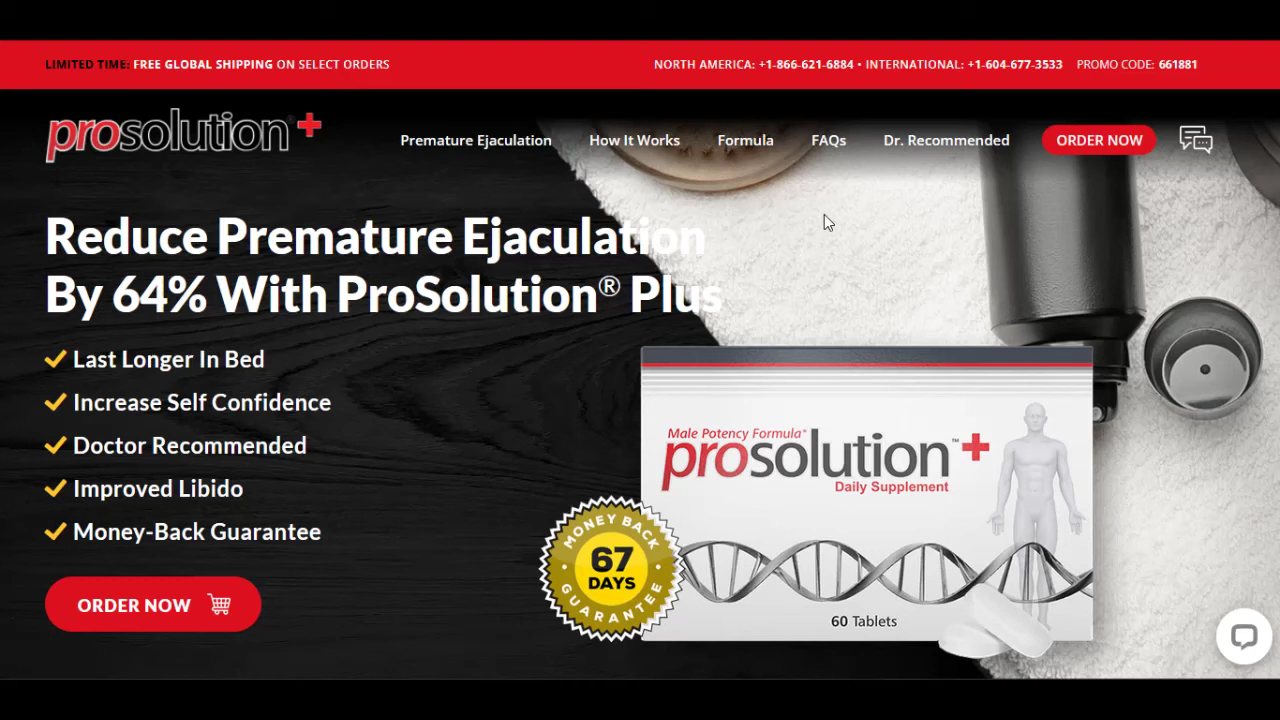 LIMITED TIME: FREE GLOBAL SHIPPING ON SELECT ORDERS
NORTH AMERICA: +1-866-621-6884 • INTERNATIONAL: +1-604-677-3533 PROMO CODE: 661881
prosolution+
Premature Ejaculation How It Works Formula FAQs Dr. Recommended ORDER NOW
Reduce Premature Ejaculation
By 64% With ProSolution® Plus
Last Longer In Bed
Increase Self Confidence
Doctor Recommended
Improved Libido
Money-Back Guarantee
ORDER NOW
MONEY BACK
67
DAYS
GUARANTEE
Male Potency Formula*
prosolution™+
Daily Supplement
60 Tablets